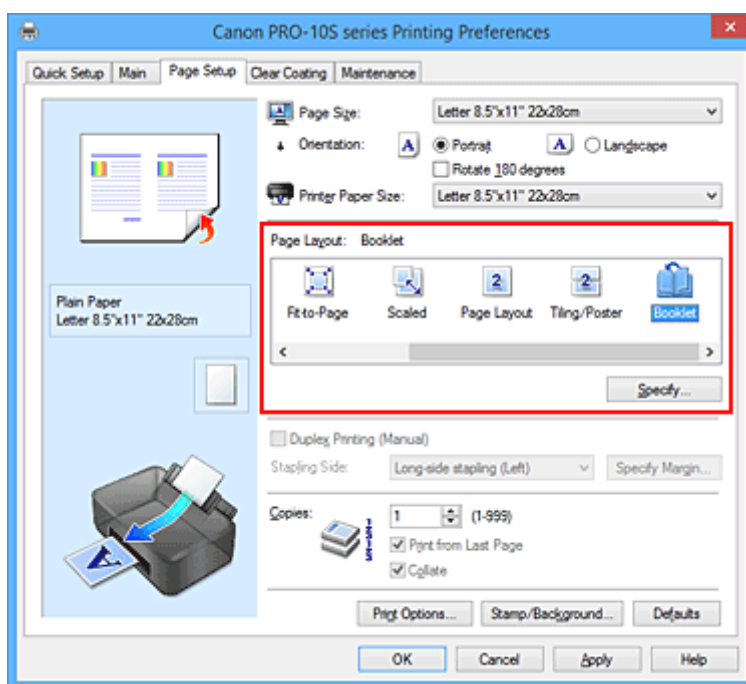 Canon PRO-10S series Printing Preferences
Quick Setup Main Page Setup Clear Coating Maintenance
Page Size: Letter 8.5"x11" 22x28cm
Orientation: A Portrait A Landscape
Rotate 180 degrees
Printer Paper Size: Letter 8.5"x11" 22x28cm
Page Layout: Booklet
2 2
Fit-to-Page Scaled Page Layout Tiling/Poster Booklet
Plain Paper
Letter 8.5"x11" 22x28cm
Specify...
Duplex Printing (Manual)
Stapling Side: Long-side stapling (Left) Specify Margin...
Copies: 1 (1-999)
Print from Last Page
Collate
A
Print Options... Stamp/Background... Defaults
OK Cancel Apply Help